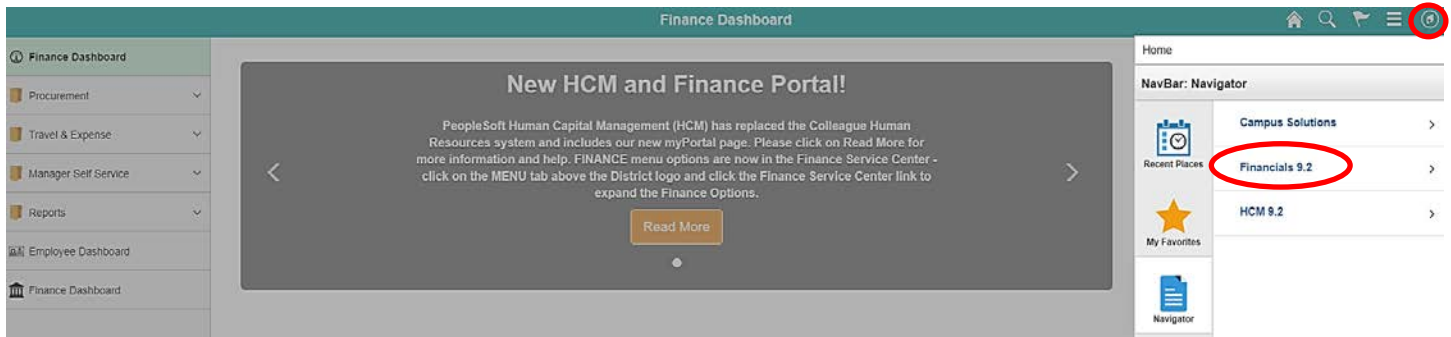 Finance Dashboard
Finance Dashboard
Procurement
Travel & Expense
Manager Self Service
Reports
Employee Dashboard
Finance Dashboard
New HCM and Finance Portal!
PeopleSoft Human Capital Management (HCM) has replaced the Colleague Human
Resources system and includes our new myPortal page. Please click on Read More for
more information and help. FINANCE menu options are now in the Finance Service Center -
click on the MENU tab above the District logo and click the Finance Service Center link to
expand the Finance Options.
Read More
Home
NavBar: Navigator
Recent Places
My Favorites
Navigator
Campus Solutions
Financials 9.2
HCM 9.2